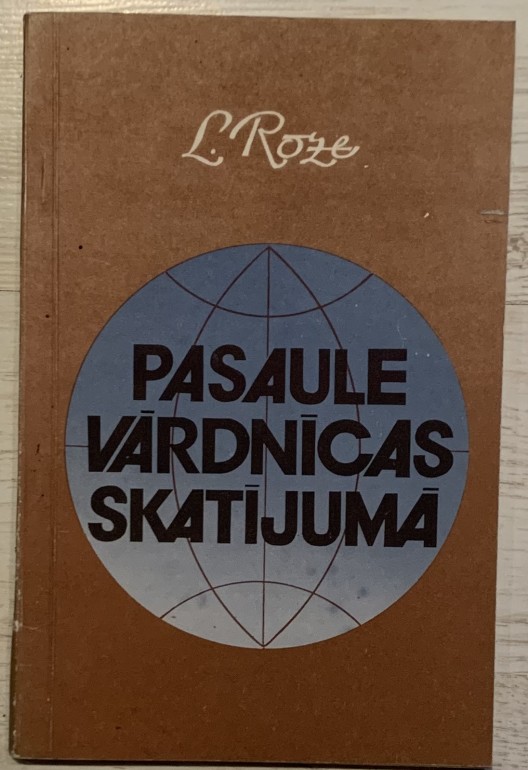 L. Roze
PASAULE
VĀRDNĪCAS
SKATĪJUMĀ